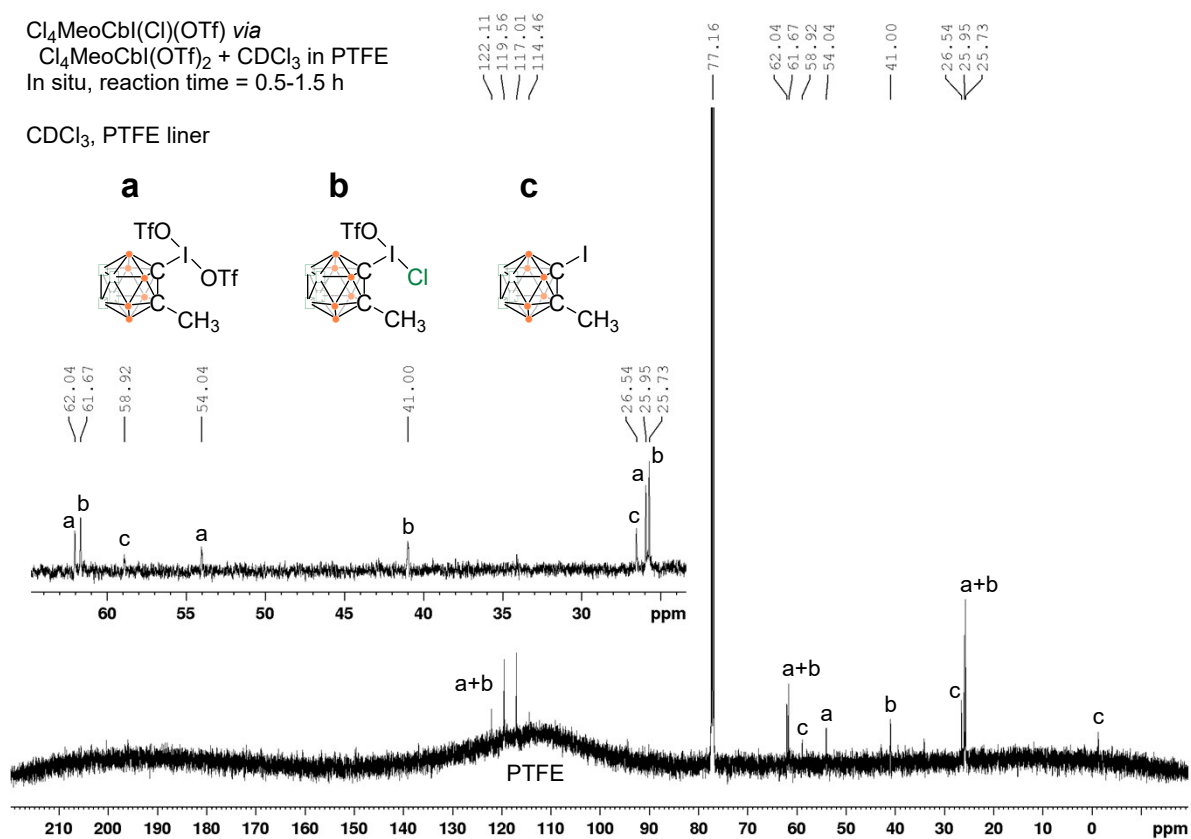 Cl₄MeoCbI(Cl)(OTf) via
Cl₄MeoCbI(OTf)₂ + CDCl₃ in PTFE
In situ, reaction time = 0.5-1.5 h
CDCl₃, PTFE liner
122.11
119.56
117.01
114.46
77.16
62.04
61.67
58.92
54.04
41.00
26.54
25.95
25.73
a
b
c
TfO
I
OTf
C
C
CH₃
TfO
I
Cl
C
C
CH₃
I
C
C
CH₃
62.04
61.67
58.92
54.04
41.00
26.54
25.95
25.73
a
b
c
a
b
c
a
b
60 55 50 45 40 35 30 ppm
a+b
PTFE
a+b
c
a
b
c
a+b
c
210 200 190 180 170 160 150 140 130 120 110 100 90 80 70 60 50 40 30 20 10 0 ppm